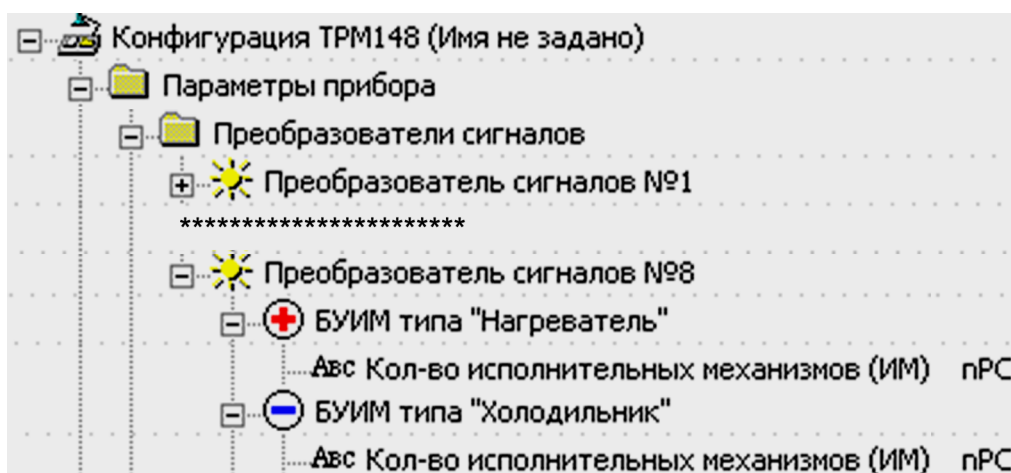 Конфигурация ТРМ148 (Имя не задано)
Параметры прибора
Преобразователи сигналов
Преобразователь сигналов №1
***********************
Преобразователь сигналов №8
БУИМ типа "Нагреватель"
Авс Кол-во исполнительных механизмов (ИМ) nPC
БУИМ типа "Холодильник"
Авс Кол-во исполнительных механизмов (ИМ) nPC